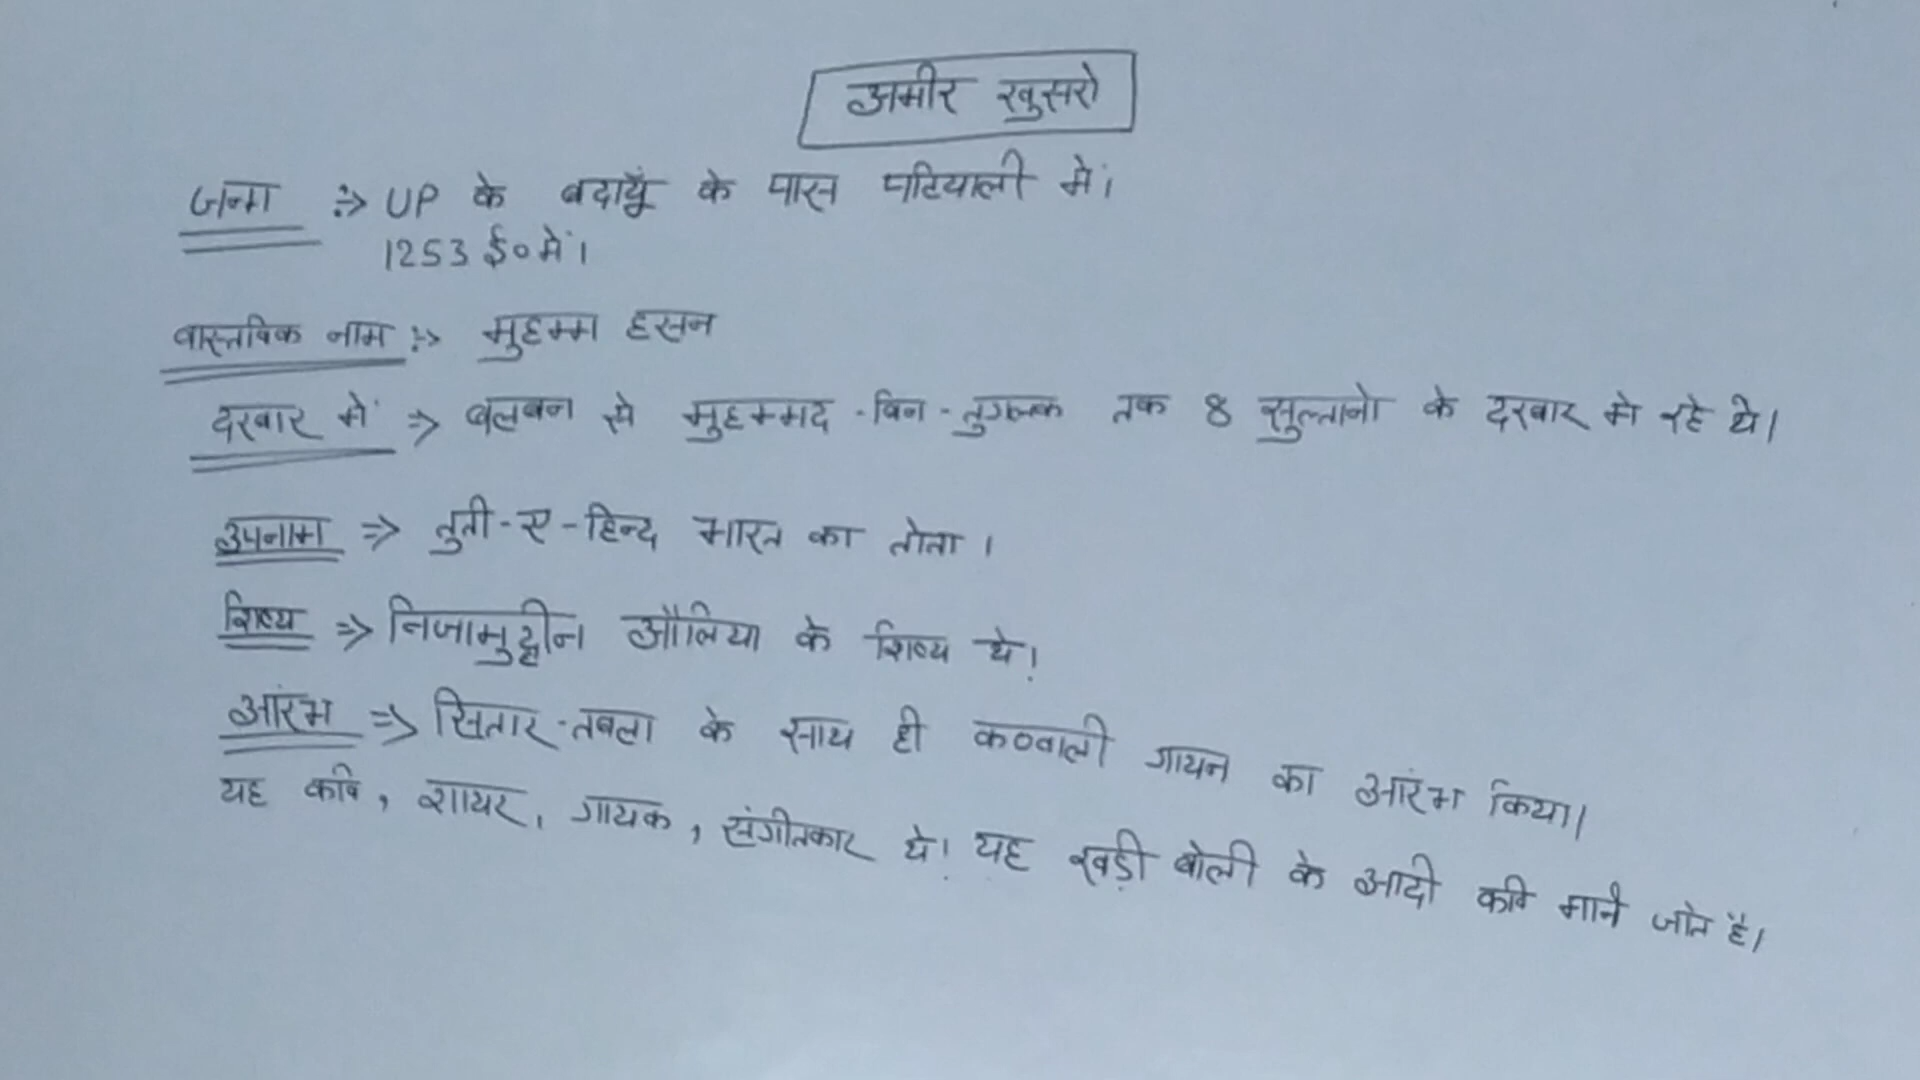 अमीर खुसरो
जन्म :-> UP के बदायूँ के पास पटियाली में।
1253 ई० में।
वास्तविक नाम :-> मुहम्म हसन
दरबार में => बलबन से मुहम्मद-बिन-तुगलक तक 8 सुल्तानो के दरबार मे रहे थे।
उपनाम => तुती-ए-हिन्द भारत का तोता।
शिष्य => निजामुद्दीन औलिया के शिष्य थे।
आरंभ => सितार-तबला के साथ ही कव्वाली गायन का आरंभ किया।
यह कवि, शायर, गायक, संगीतकार थे। यह खड़ी बोली के आदी कवि माने जाते है।